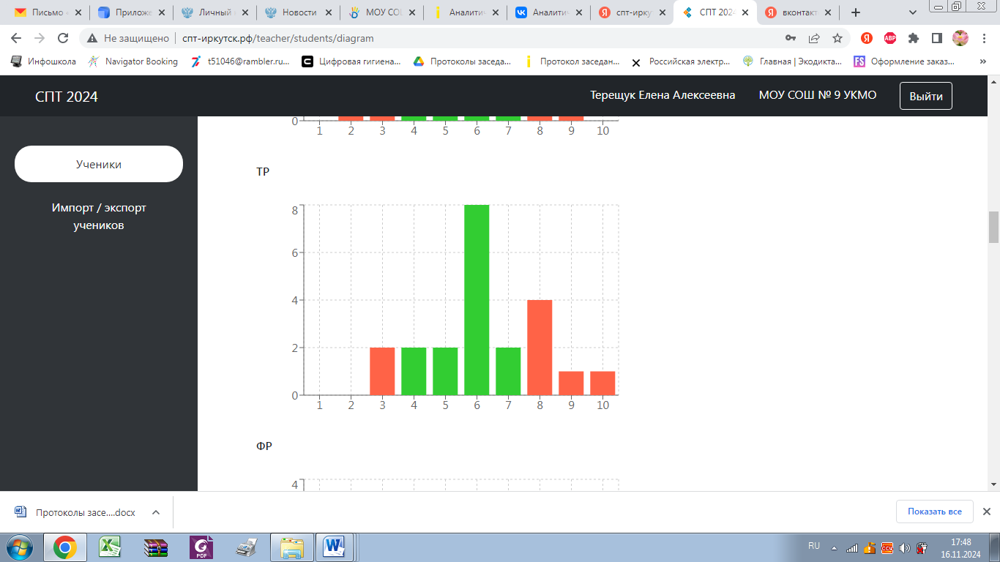 Письмо
Приложе
Личный
Новости
МОУ СОШ
Аналитич
Аналитич
спт-ирку
СПТ 2024
вконтакт
Не защищено
спт-иркутск.рф/teacher/students/diagram
Инфошкола
Navigator Booking
t51046@rambler.ru...
Цифровая гигиена...
Протоколы заседа...
Протокол заседан...
Российская электр...
Главная | Экодикта...
Оформление заказ...
»
СПТ 2024
Терещук Елена Алексеевна
МОУ СОШ № 9 УКМО
Выйти
Ученики
Импорт / экспорт
учеников
0
1 2 3 4 5 6 7 8 9 10
ТР
8
6
4
2
0
1 2 3 4 5 6 7 8 9 10
ФР
4
Протоколы засе....docx
Показать все
RU
17:48
16.11.2024